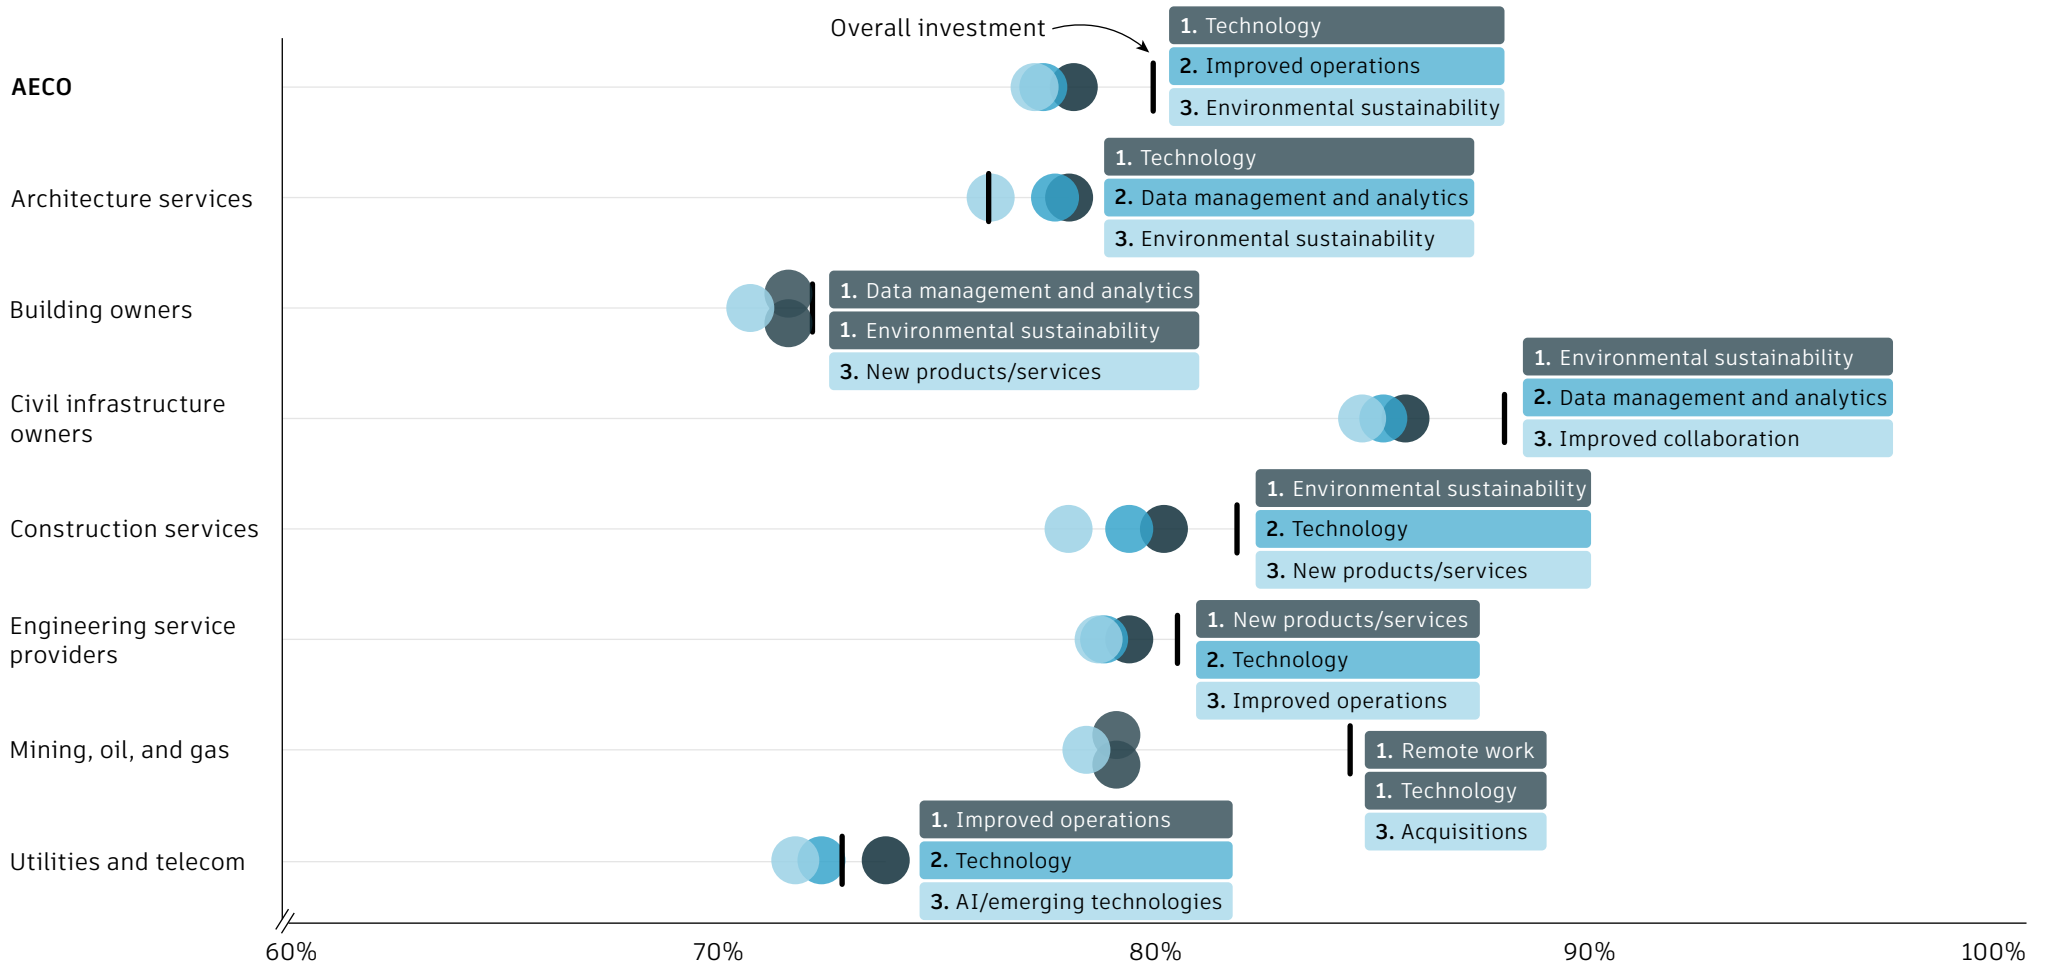 Overall investment
AECO
1. Technology
2. Improved operations
3. Environmental sustainability
Architecture services
1. Technology
2. Data management and analytics
3. Environmental sustainability
Building owners
1. Data management and analytics
1. Environmental sustainability
3. New products/services
Civil infrastructure
owners
1. Environmental sustainability
2. Data management and analytics
3. Improved collaboration
Construction services
1. Environmental sustainability
2. Technology
3. New products/services
Engineering service
providers
1. New products/services
2. Technology
3. Improved operations
Mining, oil, and gas
1. Remote work
1. Technology
3. Acquisitions
Utilities and telecom
1. Improved operations
2. Technology
3. AI/emerging technologies
60% 70% 80% 90% 100%